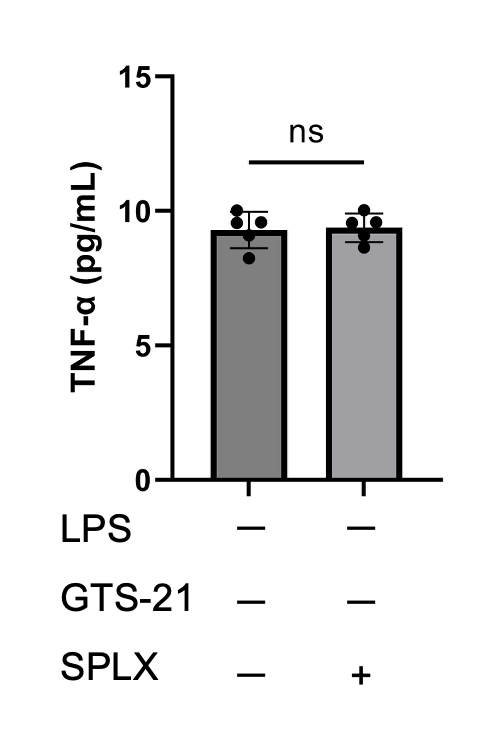 15
ns
10
TNF-α (pg/mL)
5
0
LPS — —
GTS-21 — —
SPLX — +